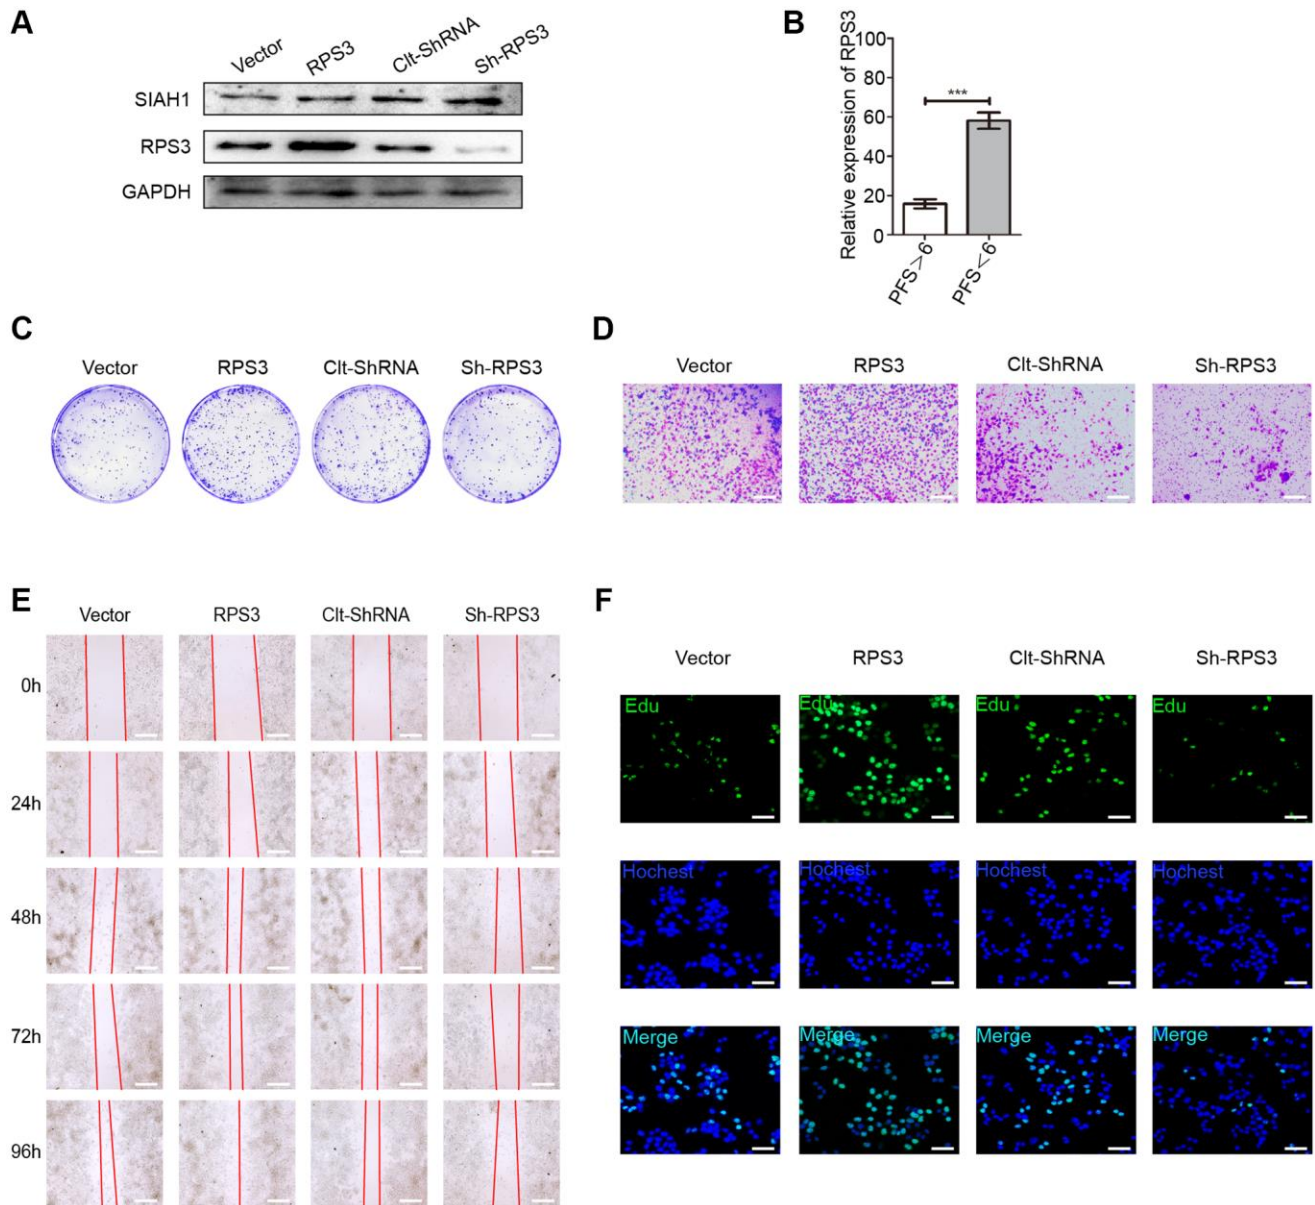 A
Vector RPS3 Clt-ShRNA Sh-RPS3
SIAH1
RPS3
GAPDH
B
Relative expression of RPS3
100
80
60
40
20
0
***
PFS>6
PFS<6
C
Vector RPS3 Clt-ShRNA Sh-RPS3
D
Vector RPS3 Clt-ShRNA Sh-RPS3
E
Vector RPS3 Clt-ShRNA Sh-RPS3
0h
24h
48h
72h
96h
F
Vector RPS3 Clt-ShRNA Sh-RPS3
Edu Edu Edu Edu
Hochest Hochest Hochest Hochest
Merge Merge Merge Merge